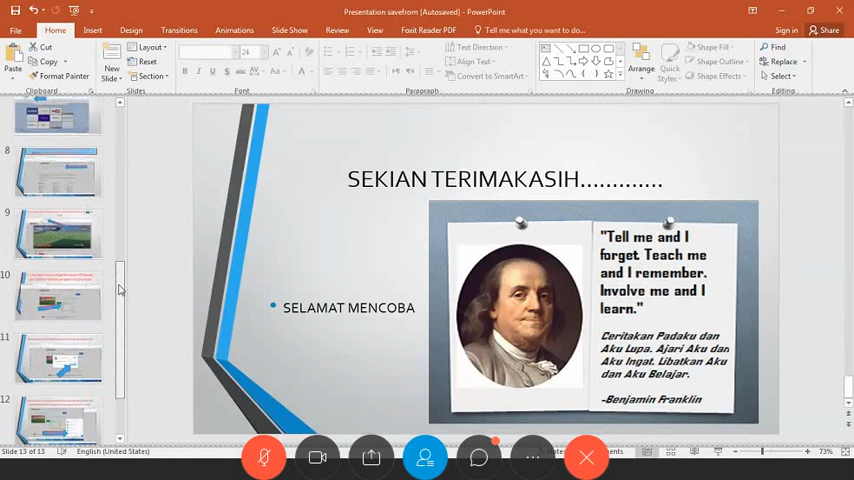 Presentation savefrom [Autosaved] - PowerPoint
File Home Insert Design Transitions Animations Slide Show Review View Foxit Reader PDF Tell me what you want to do... Sign in Share
Paste
Cut
Copy
Format Painter
Clipboard
New Slide
Layout
Reset
Section
Slides
24
Font
Paragraph
Text Direction
Align Text
Convert to SmartArt
Arrange
Quick Styles
Shape Fill
Shape Outline
Shape Effects
Drawing
Find
Replace
Select
Editing
8
9
10
11
12
SEKIAN TERIMAKASIH.............
SELAMAT MENCOBA
"Tell me and I
forget. Teach me
and I remember.
Involve me and I
learn."
Ceritakan Padaku dan
Aku Lupa. Ajari Aku dan
Aku Ingat. Libatkan Aku
dan Aku Belajar.
-Benjamin Franklin
Slide 13 of 13 English (United States) 73%